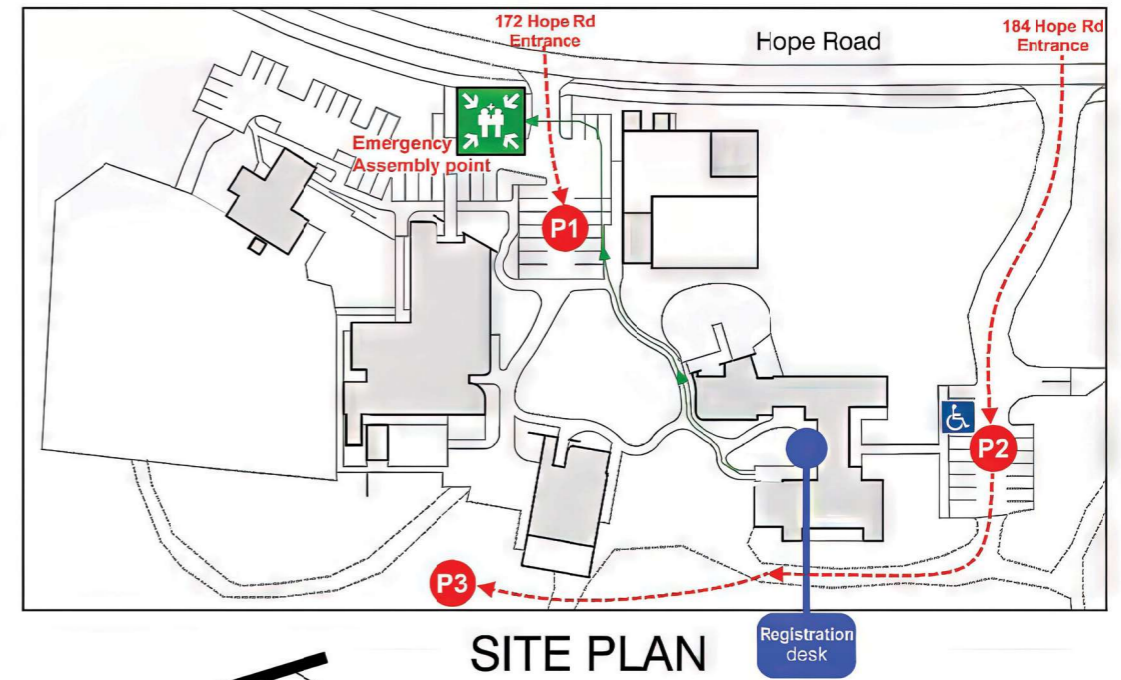 172 Hope Rd
Entrance
Hope Road
184 Hope Rd
Entrance
Emergency
Assembly point
P1
P2
P3
SITE PLAN
Registration
desk